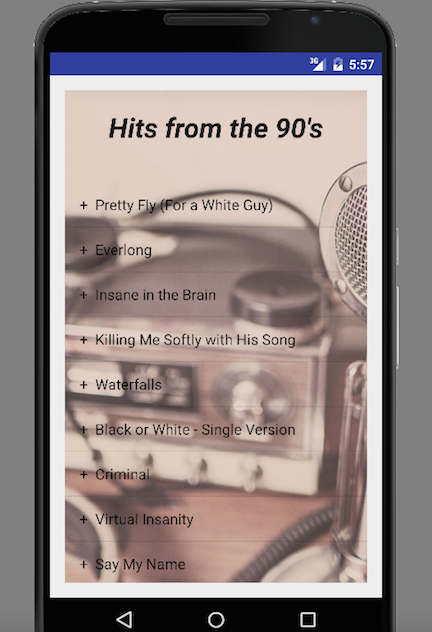 3G 5:57
Hits from the 90's
+ Pretty Fly (For a White Guy)
+ Everlong
+ Insane in the Brain
+ Killing Me Softly with His Song
+ Waterfalls
+ Black or White - Single Version
+ Criminal
+ Virtual Insanity
+ Say My Name